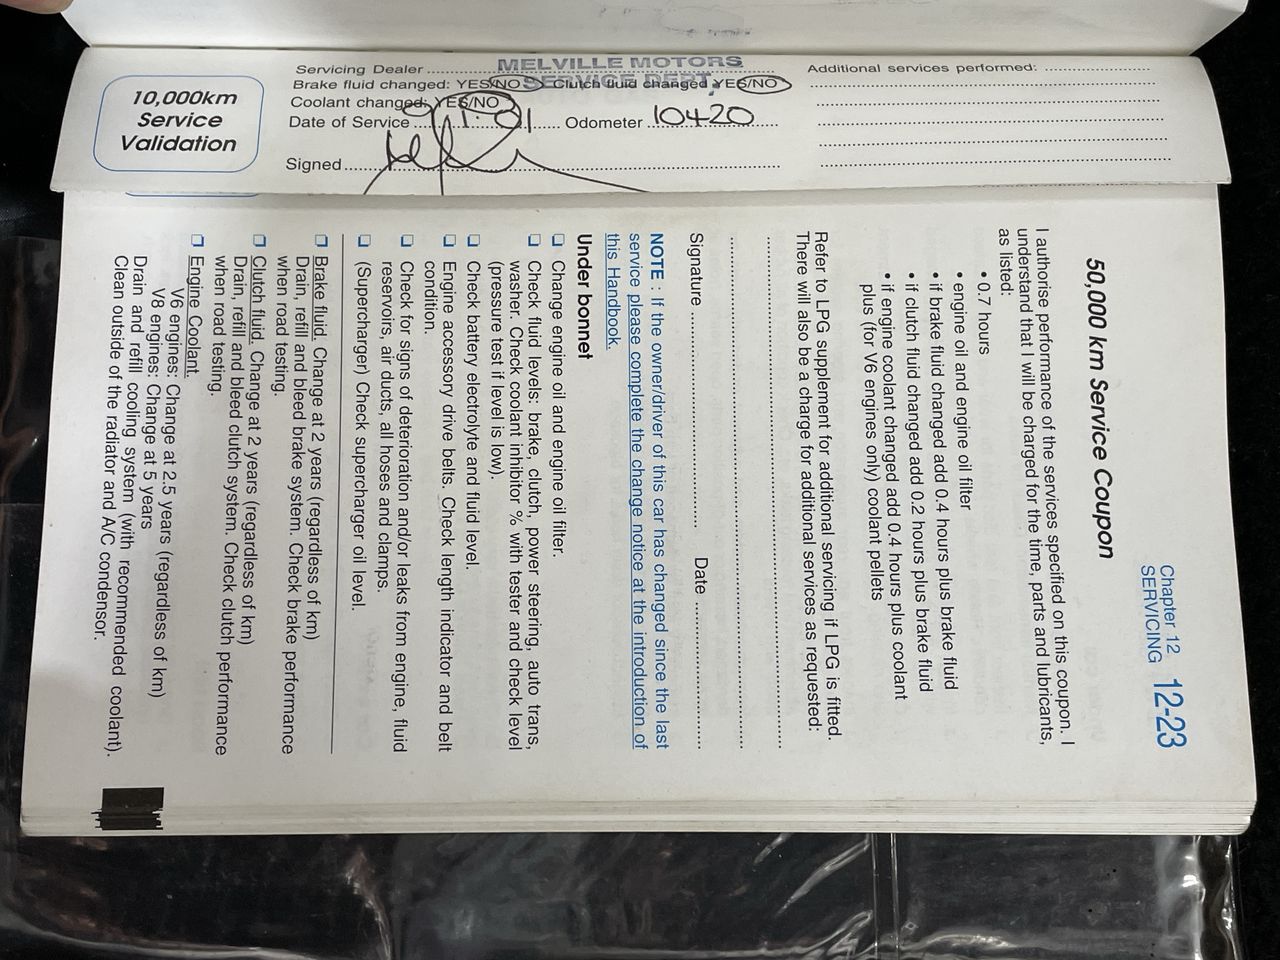 10,000km
Service
Validation
Servicing Dealer
MELVILLE MOTORS
SERVICE DEPT,
Brake fluid changed: YES/NO Clutch fluid changed YES/NO
Coolant changed: YES/NO
Date of Service 1.01 Odometer 10420
Signed
Additional services performed:
Chapter 12
SERVICING 12-23
50,000 km Service Coupon
I authorise performance of the services specified on this coupon. I
understand that I will be charged for the time, parts and lubricants,
as listed:
• 0.7 hours
• engine oil and engine oil filter
• if brake fluid changed add 0.4 hours plus brake fluid
• if clutch fluid changed add 0.2 hours plus brake fluid
• if engine coolant changed add 0.4 hours plus coolant
plus (for V6 engines only) coolant pellets
Refer to LPG supplement for additional servicing if LPG is fitted.
There will also be a charge for additional services as requested:
Signature Date
NOTE : If the owner/driver of this car has changed since the last
service please complete the change notice at the introduction of
this Handbook.
Under bonnet
❏ Change engine oil and engine oil filter.
❏ Check fluid levels: brake, clutch, power steering, auto trans,
washer. Check coolant inhibitor % with tester and check level
(pressure test if level is low).
❏ Check battery electrolyte and fluid level.
❏ Engine accessory drive belts. Check length indicator and belt
condition.
❏ Check for signs of deterioration and/or leaks from engine, fluid
reservoirs, air ducts, all hoses and clamps.
❏ (Supercharger) Check supercharger oil level.
❏ Brake fluid. Change at 2 years (regardless of km)
Drain, refill and bleed brake system. Check brake performance
when road testing.
❏ Clutch fluid. Change at 2 years (regardless of km)
Drain, refill and bleed clutch system. Check clutch performance
when road testing.
❏ Engine Coolant.
V6 engines: Change at 2.5 years (regardless of km)
V8 engines: Change at 5 years
Drain and refill cooling system (with recommended coolant).
Clean outside of the radiator and A/C condensor.